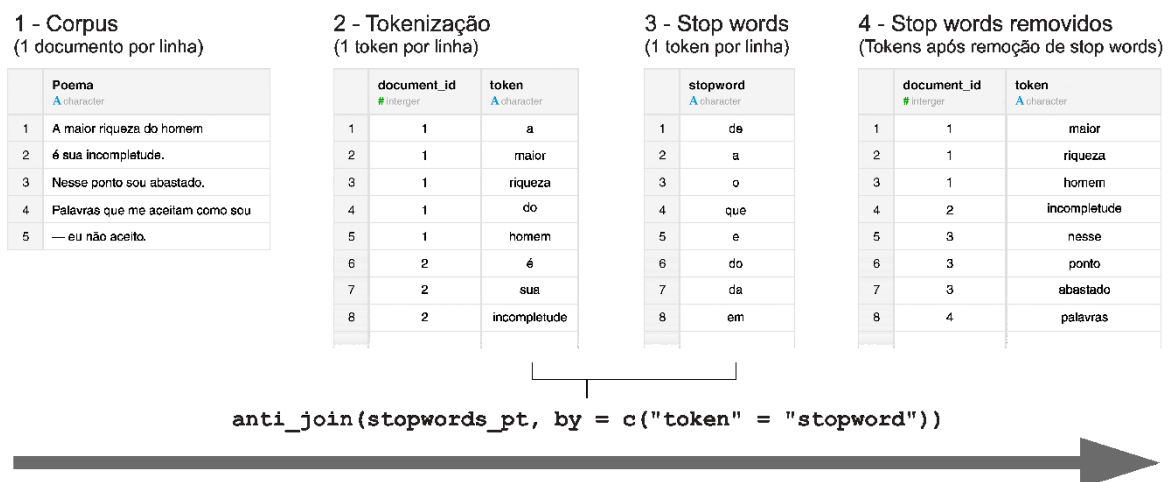 1 - Corpus
(1 documento por linha)
Poema
A character
1 A maior riqueza do homem
2 é sua incompletude.
3 Nesse ponto sou abastado.
4 Palavras que me aceitam como sou
5 — eu não aceito.
2 - Tokenização
(1 token por linha)
document_id token
# interger A character
1 1 a
2 1 maior
3 1 riqueza
4 1 do
5 1 homem
6 2 é
7 2 sua
8 2 incompletude
3 - Stop words
(1 token por linha)
stopword
A character
1 de
2 a
3 o
4 que
5 e
6 do
7 da
8 em
4 - Stop words removidos
(Tokens após remoção de stop words)
document_id token
# interger A character
1 1 maior
2 1 riqueza
3 1 homem
4 2 incompletude
5 3 nesse
6 3 ponto
7 3 abastado
8 4 palavras
anti_join(stopwords_pt, by = c("token" = "stopword"))